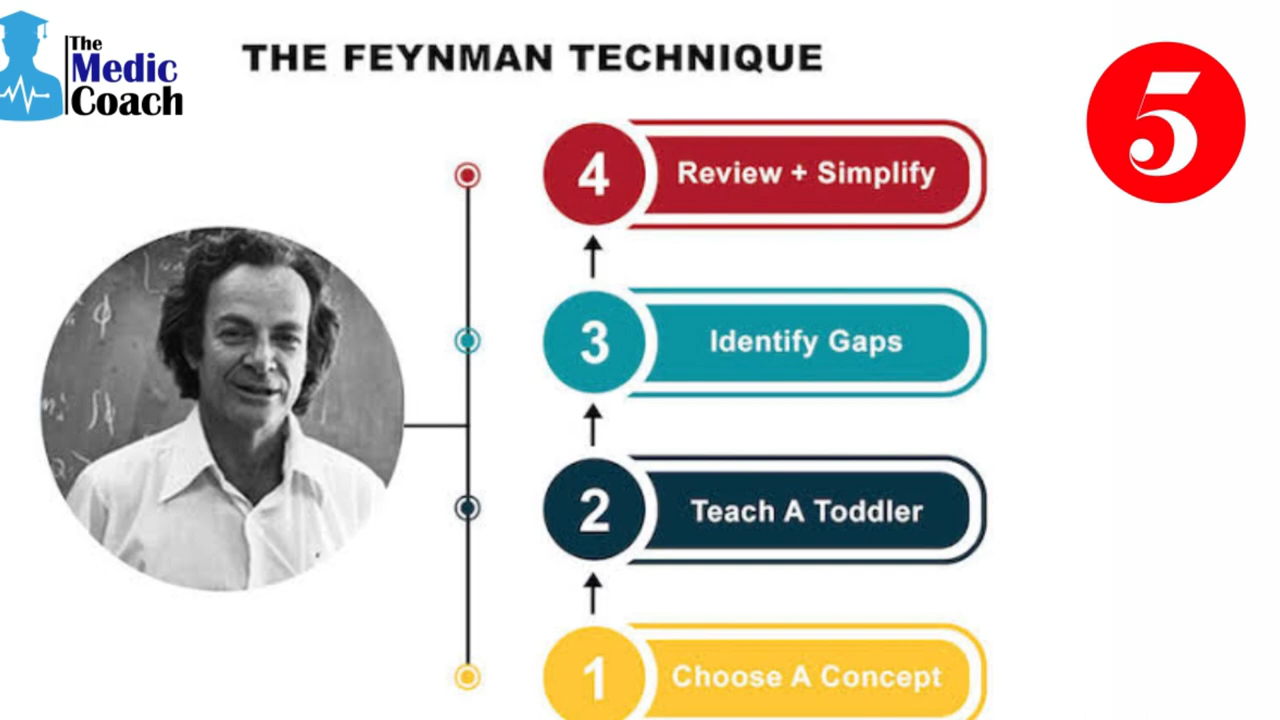 The
Medic
Coach
THE FEYNMAN TECHNIQUE
5
4
Review + Simplify
3
Identify Gaps
2
Teach A Toddler
1
Choose A Concept